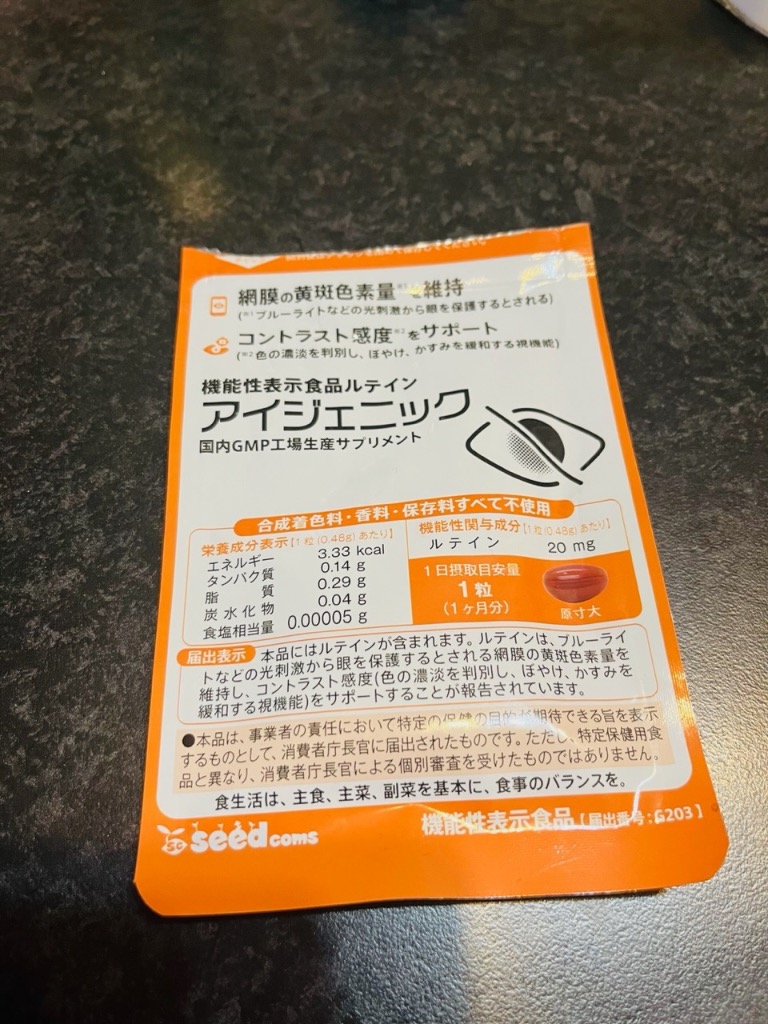 網膜の黄斑色素量※1を維持
(※1ブルーライトなどの光刺激から眼を保護するとされる)
コントラスト感度※2をサポート
(※2色の濃淡を判別し、ぼやけ、かすみを緩和する視機能)
機能性表示食品ルテイン
アイジェニック
国内GMP工場生産サプリメント
合成着色料・香料・保存料すべて不使用
栄養成分表示【1粒(0.48g)あたり】
エネルギー 3.33 kcal
タンパク質 0.14 g
脂質 0.29 g
炭水化物 0.04 g
食塩相当量 0.00005 g
機能性関与成分【1粒(0.48g)あたり】
ルテイン 20 mg
1日摂取目安量
1粒
(1ヶ月分)
原寸大
届出表示 本品にはルテインが含まれます。ルテインは、ブルーライ
トなどの光刺激から眼を保護するとされる網膜の黄斑色素量を
維持し、コントラスト感度(色の濃淡を判別し、ぼやけ、かすみを
緩和する視機能)をサポートすることが報告されています。
●本品は、事業者の責任において特定の保健の目的が期待できる旨を表示
するものとして、消費者庁長官に届出されたものです。ただし、特定保健用食
品と異なり、消費者庁長官による個別審査を受けたものではありません。
食生活は、主食、主菜、副菜を基本に、食事のバランスを。
seedcoms
機能性表示食品【届出番号:G203】